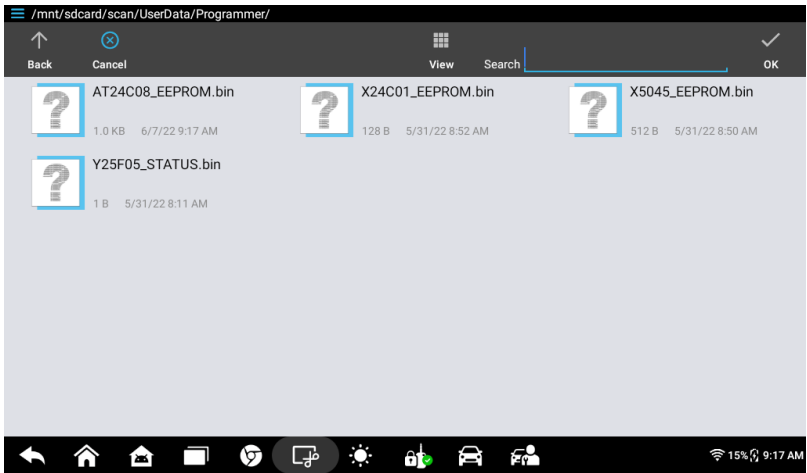 /mnt/sdcard/scan/UserData/Programmer/
Back Cancel View Search OK
AT24C08_EEPROM.bin X24C01_EEPROM.bin X5045_EEPROM.bin
1.0 KB 6/7/22 9:17 AM 128 B 5/31/22 8:52 AM 512 B 5/31/22 8:50 AM
Y25F05_STATUS.bin
1 B 5/31/22 8:11 AM
15% 9:17 AM